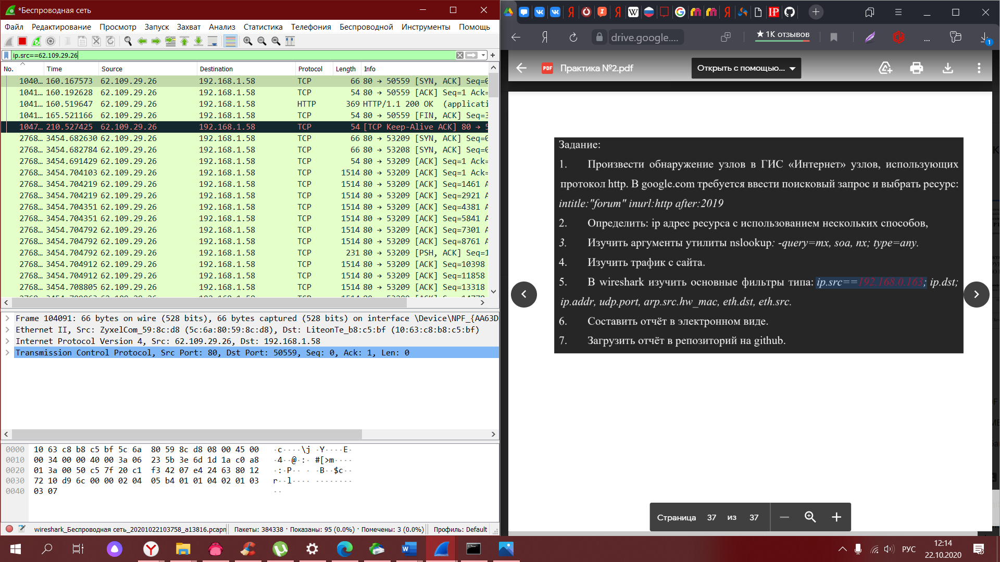 *Беспроводная сеть
Файл Редактирование Просмотр Запуск Захват Анализ Статистика Телефония Беспроводной Инструменты Помощь
ip.src==62.109.29.26
No. Time Source Destination Protocol Length Info
1040… 160.167573 62.109.29.26 192.168.1.58 TCP 66 80 → 50559 [SYN, ACK] Seq=0
1041… 160.192628 62.109.29.26 192.168.1.58 TCP 54 80 → 50559 [ACK] Seq=1 Ack=
1041… 160.519647 62.109.29.26 192.168.1.58 HTTP 369 HTTP/1.1 200 OK (applicati
1041… 165.521166 62.109.29.26 192.168.1.58 TCP 54 80 → 50559 [FIN, ACK] Seq=3
1047… 210.527425 62.109.29.26 192.168.1.58 TCP 54 [TCP Keep-Alive ACK] 80 → 5
2768… 3454.682630 62.109.29.26 192.168.1.58 TCP 66 80 → 53209 [SYN, ACK] Seq=0
2768… 3454.682784 62.109.29.26 192.168.1.58 TCP 66 80 → 53208 [SYN, ACK] Seq=0
2768… 3454.691429 62.109.29.26 192.168.1.58 TCP 54 80 → 53209 [ACK] Seq=1 Ack=
2768… 3454.704103 62.109.29.26 192.168.1.58 TCP 1514 80 → 53209 [ACK] Seq=1 Ack=
2768… 3454.704219 62.109.29.26 192.168.1.58 TCP 1514 80 → 53209 [ACK] Seq=1461 A
2768… 3454.704219 62.109.29.26 192.168.1.58 TCP 1514 80 → 53209 [ACK] Seq=2921 A
2768… 3454.704351 62.109.29.26 192.168.1.58 TCP 1514 80 → 53209 [ACK] Seq=4381 A
2768… 3454.704351 62.109.29.26 192.168.1.58 TCP 1514 80 → 53209 [ACK] Seq=5841 A
2768… 3454.704792 62.109.29.26 192.168.1.58 TCP 1514 80 → 53209 [ACK] Seq=7301 A
2768… 3454.704792 62.109.29.26 192.168.1.58 TCP 1514 80 → 53209 [ACK] Seq=8761 A
2768… 3454.704792 62.109.29.26 192.168.1.58 TCP 231 80 → 53209 [PSH, ACK] Seq=1
2768… 3454.704912 62.109.29.26 192.168.1.58 TCP 1514 80 → 53209 [ACK] Seq=10398
2768… 3454.704912 62.109.29.26 192.168.1.58 TCP 1514 80 → 53209 [ACK] Seq=11858
2768… 3454.708805 62.109.29.26 192.168.1.58 TCP 1514 80 → 53209 [ACK] Seq=13318
Frame 104091: 66 bytes on wire (528 bits), 66 bytes captured (528 bits) on interface \Device\NPF_{AA63D
Ethernet II, Src: ZyxelCom_59:8c:d8 (5c:6a:80:59:8c:d8), Dst: LiteonTe_b8:c5:bf (10:63:c8:b8:c5:bf)
Internet Protocol Version 4, Src: 62.109.29.26, Dst: 192.168.1.58
Transmission Control Protocol, Src Port: 80, Dst Port: 50559, Seq: 0, Ack: 1, Len: 0
0000 10 63 c8 b8 c5 bf 5c 6a 80 59 8c d8 08 00 45 00 ·c····\j ·Y····E·
0010 00 34 00 00 40 00 3a 06 23 5b 3e 6d 1d 1a c0 a8 ·4··@·:· #[>m····
0020 01 3a 00 50 c5 7f 20 c1 f3 42 07 e4 24 63 80 12 ·:·P·· · ·B··$c··
0030 72 10 d9 6c 00 00 02 04 05 b4 01 01 04 02 01 03 r··l···· ········
0040 03 07 ··
wireshark_Беспроводная сеть_20201022103758_a13816.pcapn Пакеты: 384338 · Показаны: 95 (0.0%) · Помечены: 3 (0.0%) Профиль: Default
drive.google.... ★ 1K отзывов
PDF Практика №2.pdf Открыть с помощью...
Задание:
1. Произвести обнаружение узлов в ГИС «Интернет» узлов, использующих
протокол http. В google.com требуется ввести поисковый запрос и выбрать ресурс:
intitle:"forum" inurl:http after:2019
2. Определить: ip адрес ресурса с использованием нескольких способов,
3. Изучить аргументы утилиты nslookup: -query=mx, soa, nx; type=any.
4. Изучить трафик с сайта.
5. В wireshark изучить основные фильтры типа: ip.src==192.168.0.163; ip.dst;
ip.addr, udp.port, arp.src.hw_mac, eth.dst, eth.src.
6. Составить отчёт в электронном виде.
7. Загрузить отчёт в репозиторий на github.
Страница 37 из 37
РУС
12:14
22.10.2020